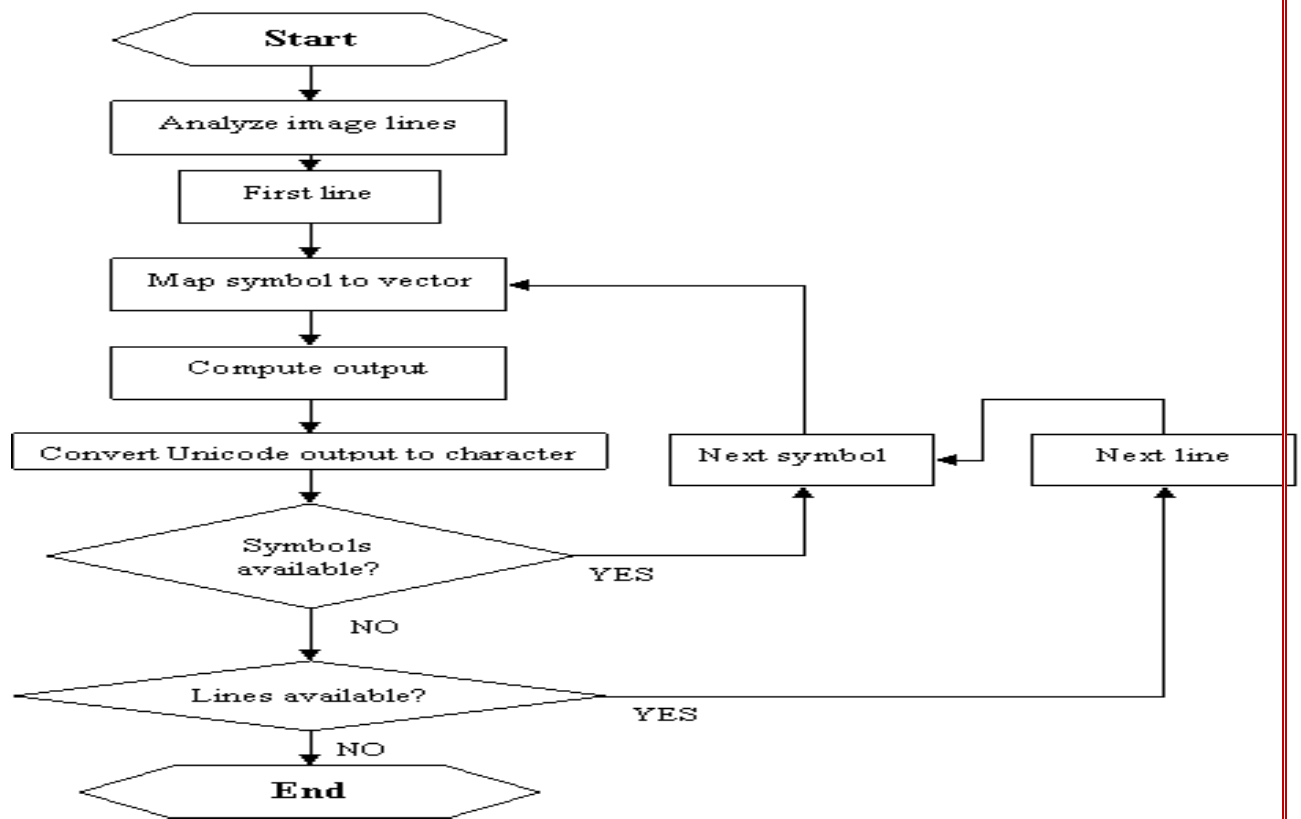 Start
Analyze image lines
First line
Map symbol to vector
Compute output
Convert Unicode output to character
Next symbol
Next line
Symbols
available?
YES
NO
Lines available?
YES
NO
End